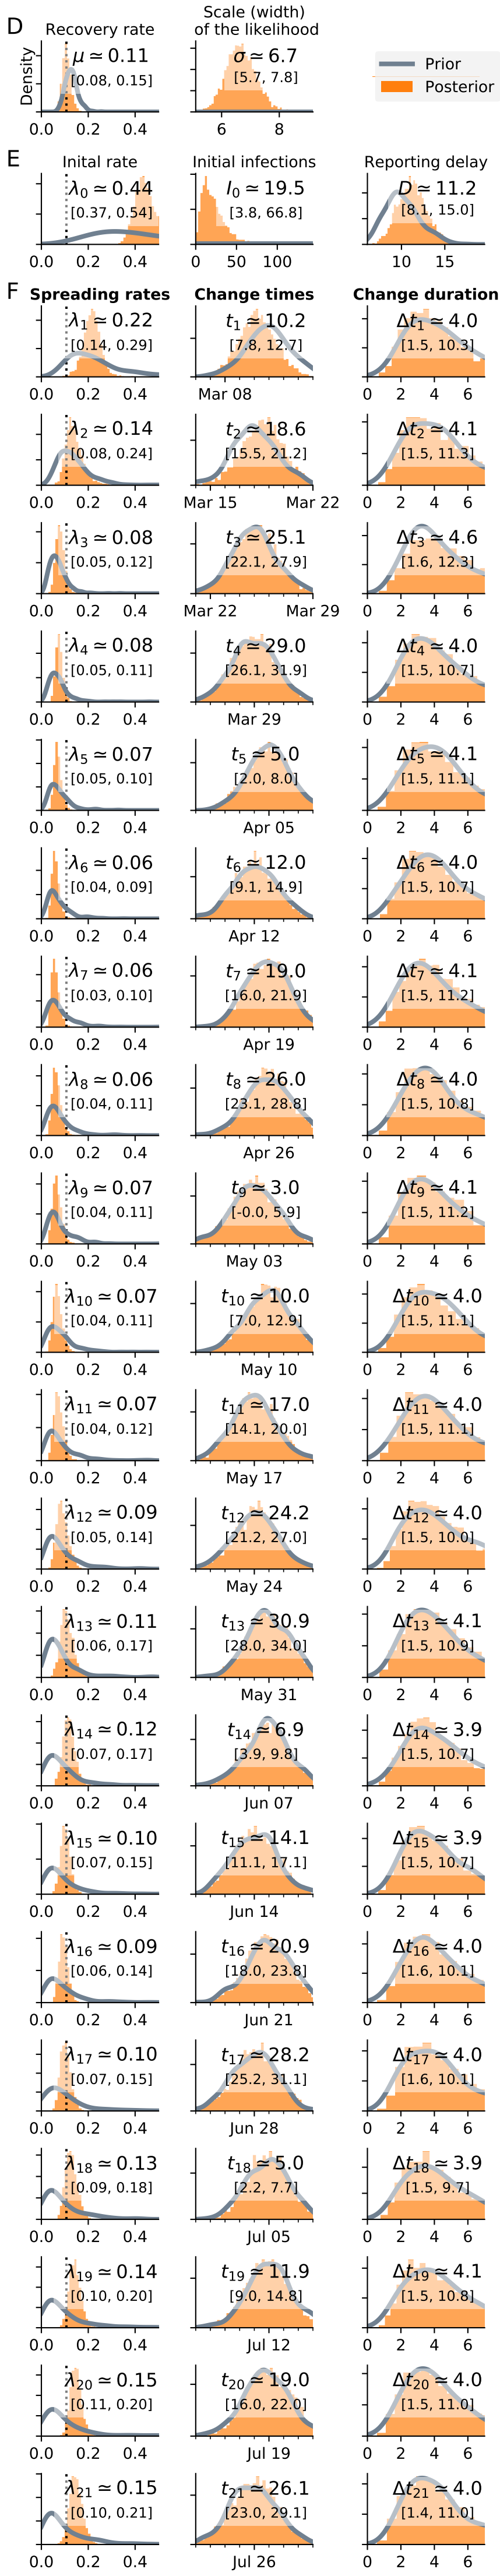 D
Recovery rate
Scale (width)
of the likelihood
Density
μ ≃ 0.11
[0.08, 0.15]
σ ≃ 6.7
[5.7, 7.8]
Prior
Posterior
0.0 0.2 0.4
6 8
E
Inital rate
Initial infections
Reporting delay
λ0 ≃ 0.44
[0.37, 0.54]
I0 ≃ 19.5
[3.8, 66.8]
D ≃ 11.2
[8.1, 15.0]
0.0 0.2 0.4
0 50 100
10 15
F
Spreading rates
Change times
Change duration
λ1 ≃ 0.22
[0.14, 0.29]
t1 ≃ 10.2
[7.8, 12.7]
Δt1 ≃ 4.0
[1.5, 10.3]
0.0 0.2 0.4
Mar 08
0 2 4 6
λ2 ≃ 0.14
[0.08, 0.24]
t2 ≃ 18.6
[15.5, 21.2]
Δt2 ≃ 4.1
[1.5, 11.3]
0.0 0.2 0.4
Mar 15 Mar 22
0 2 4 6
λ3 ≃ 0.08
[0.05, 0.12]
t3 ≃ 25.1
[22.1, 27.9]
Δt3 ≃ 4.6
[1.6, 12.3]
0.0 0.2 0.4
Mar 22 Mar 29
0 2 4 6
λ4 ≃ 0.08
[0.05, 0.11]
t4 ≃ 29.0
[26.1, 31.9]
Δt4 ≃ 4.0
[1.5, 10.7]
0.0 0.2 0.4
Mar 29
0 2 4 6
λ5 ≃ 0.07
[0.05, 0.10]
t5 ≃ 5.0
[2.0, 8.0]
Δt5 ≃ 4.1
[1.5, 11.1]
0.0 0.2 0.4
Apr 05
0 2 4 6
λ6 ≃ 0.06
[0.04, 0.09]
t6 ≃ 12.0
[9.1, 14.9]
Δt6 ≃ 4.0
[1.5, 10.7]
0.0 0.2 0.4
Apr 12
0 2 4 6
λ7 ≃ 0.06
[0.03, 0.10]
t7 ≃ 19.0
[16.0, 21.9]
Δt7 ≃ 4.1
[1.5, 11.2]
0.0 0.2 0.4
Apr 19
0 2 4 6
λ8 ≃ 0.06
[0.04, 0.11]
t8 ≃ 26.0
[23.1, 28.8]
Δt8 ≃ 4.0
[1.5, 10.8]
0.0 0.2 0.4
Apr 26
0 2 4 6
λ9 ≃ 0.07
[0.04, 0.11]
t9 ≃ 3.0
[-0.0, 5.9]
Δt9 ≃ 4.1
[1.5, 11.2]
0.0 0.2 0.4
May 03
0 2 4 6
λ10 ≃ 0.07
[0.04, 0.11]
t10 ≃ 10.0
[7.0, 12.9]
Δt10 ≃ 4.0
[1.5, 11.1]
0.0 0.2 0.4
May 10
0 2 4 6
λ11 ≃ 0.07
[0.04, 0.12]
t11 ≃ 17.0
[14.1, 20.0]
Δt11 ≃ 4.0
[1.5, 11.1]
0.0 0.2 0.4
May 17
0 2 4 6
λ12 ≃ 0.09
[0.05, 0.14]
t12 ≃ 24.2
[21.2, 27.0]
Δt12 ≃ 4.0
[1.5, 10.0]
0.0 0.2 0.4
May 24
0 2 4 6
λ13 ≃ 0.11
[0.06, 0.17]
t13 ≃ 30.9
[28.0, 34.0]
Δt13 ≃ 4.1
[1.5, 10.9]
0.0 0.2 0.4
May 31
0 2 4 6
λ14 ≃ 0.12
[0.07, 0.17]
t14 ≃ 6.9
[3.9, 9.8]
Δt14 ≃ 3.9
[1.5, 10.7]
0.0 0.2 0.4
Jun 07
0 2 4 6
λ15 ≃ 0.10
[0.07, 0.15]
t15 ≃ 14.1
[11.1, 17.1]
Δt15 ≃ 3.9
[1.5, 10.7]
0.0 0.2 0.4
Jun 14
0 2 4 6
λ16 ≃ 0.09
[0.06, 0.14]
t16 ≃ 20.9
[18.0, 23.8]
Δt16 ≃ 4.0
[1.6, 10.1]
0.0 0.2 0.4
Jun 21
0 2 4 6
λ17 ≃ 0.10
[0.07, 0.15]
t17 ≃ 28.2
[25.2, 31.1]
Δt17 ≃ 4.0
[1.6, 10.1]
0.0 0.2 0.4
Jun 28
0 2 4 6
λ18 ≃ 0.13
[0.09, 0.18]
t18 ≃ 5.0
[2.2, 7.7]
Δt18 ≃ 3.9
[1.5, 9.7]
0.0 0.2 0.4
Jul 05
0 2 4 6
λ19 ≃ 0.14
[0.10, 0.20]
t19 ≃ 11.9
[9.0, 14.8]
Δt19 ≃ 4.1
[1.5, 10.8]
0.0 0.2 0.4
Jul 12
0 2 4 6
λ20 ≃ 0.15
[0.11, 0.20]
t20 ≃ 19.0
[16.0, 22.0]
Δt20 ≃ 4.0
[1.5, 11.0]
0.0 0.2 0.4
Jul 19
0 2 4 6
λ21 ≃ 0.15
[0.10, 0.21]
t21 ≃ 26.1
[23.0, 29.1]
Δt21 ≃ 4.0
[1.4, 11.0]
0.0 0.2 0.4
Jul 26
0 2 4 6